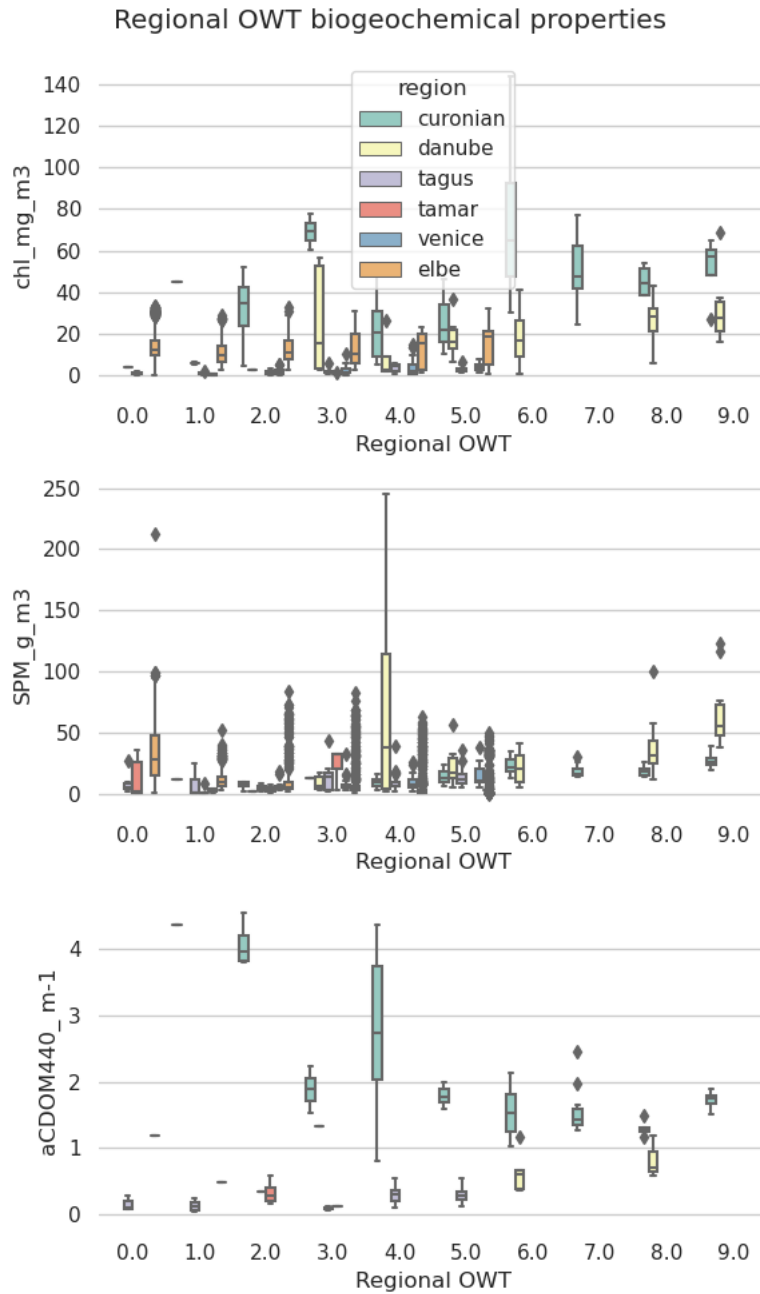 Regional OWT biogeochemical properties
140
120
100
80
60
40
20
0
chl_mg_m3
region
curonian
danube
tagus
tamar
venice
elbe
0.0 1.0 2.0 3.0 4.0 5.0 6.0 7.0 8.0 9.0
Regional OWT
250
200
150
100
50
0
SPM_g_m3
0.0 1.0 2.0 3.0 4.0 5.0 6.0 7.0 8.0 9.0
Regional OWT
4
3
2
1
0
aCDOM440_ m-1
0.0 1.0 2.0 3.0 4.0 5.0 6.0 7.0 8.0 9.0
Regional OWT